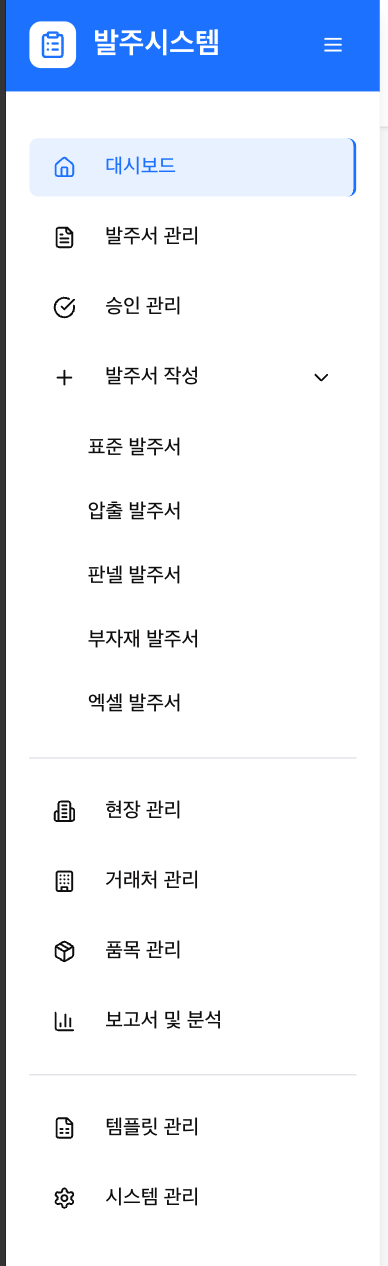 발주시스템
대시보드
발주서 관리
승인 관리
발주서 작성
표준 발주서
압출 발주서
판넬 발주서
부자재 발주서
엑셀 발주서
현장 관리
거래처 관리
품목 관리
보고서 및 분석
템플릿 관리
시스템 관리